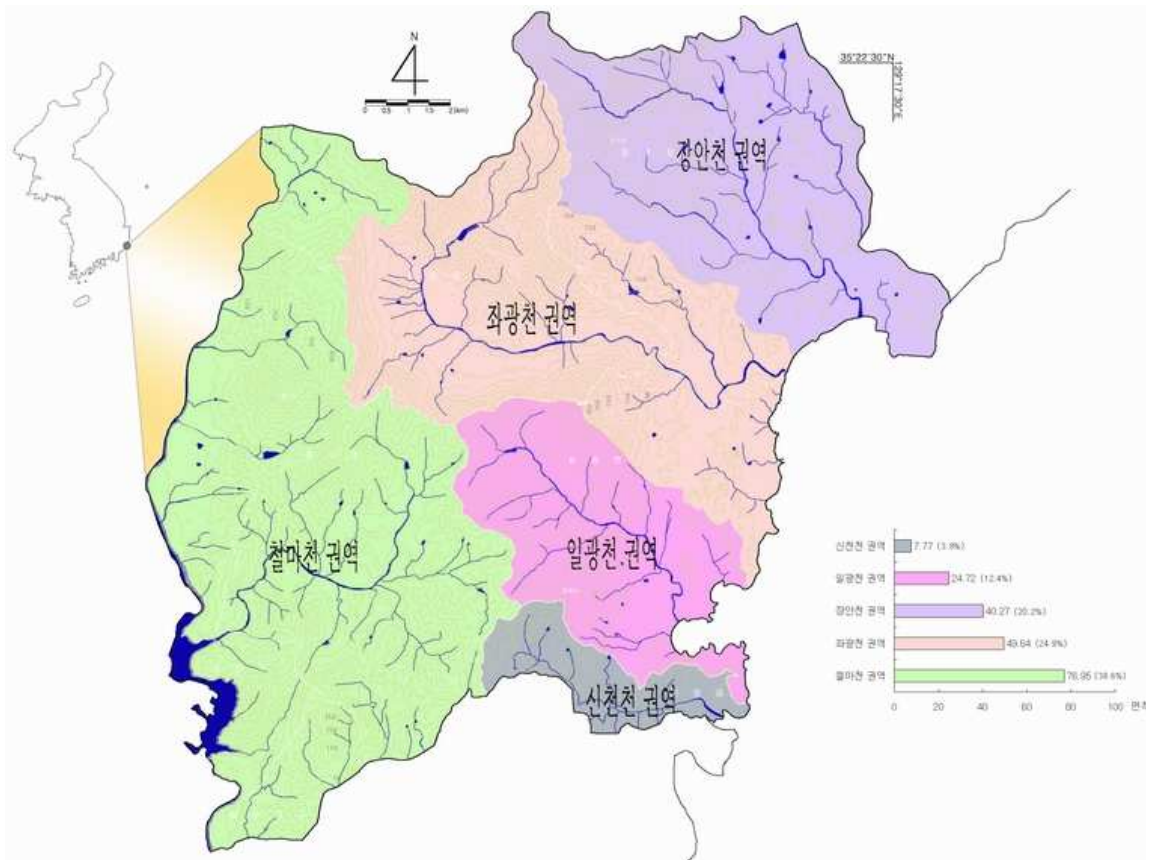 N
0 0.5 1 1.5 2(km)
35°22'30"N
129°17'30"E
장안천 권역
좌광천 권역
철마천 권역
일광천.권역
신천천 권역
신천천 권역 7.77 (3.9%)
일광천 권역 24.72 (12.4%)
장안천 권역 40.27 (20.2%)
좌광천 권역 49.64 (24.9%)
철마천 권역 76.95 (38.6%)
0 20 40 60 80 100